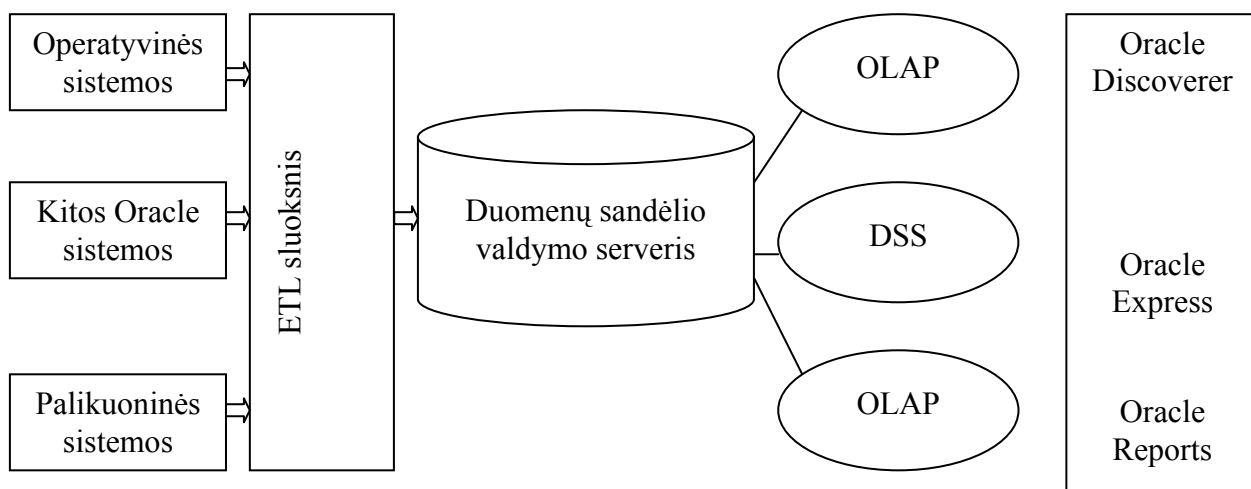 Operatyvinės
sistemos
Kitos Oracle
sistemos
Palikuoninės
sistemos
ETL sluoksnis
Duomenų sandėlio
valdymo serveris
OLAP
DSS
OLAP
Oracle
Discoverer
Oracle
Express
Oracle
Reports